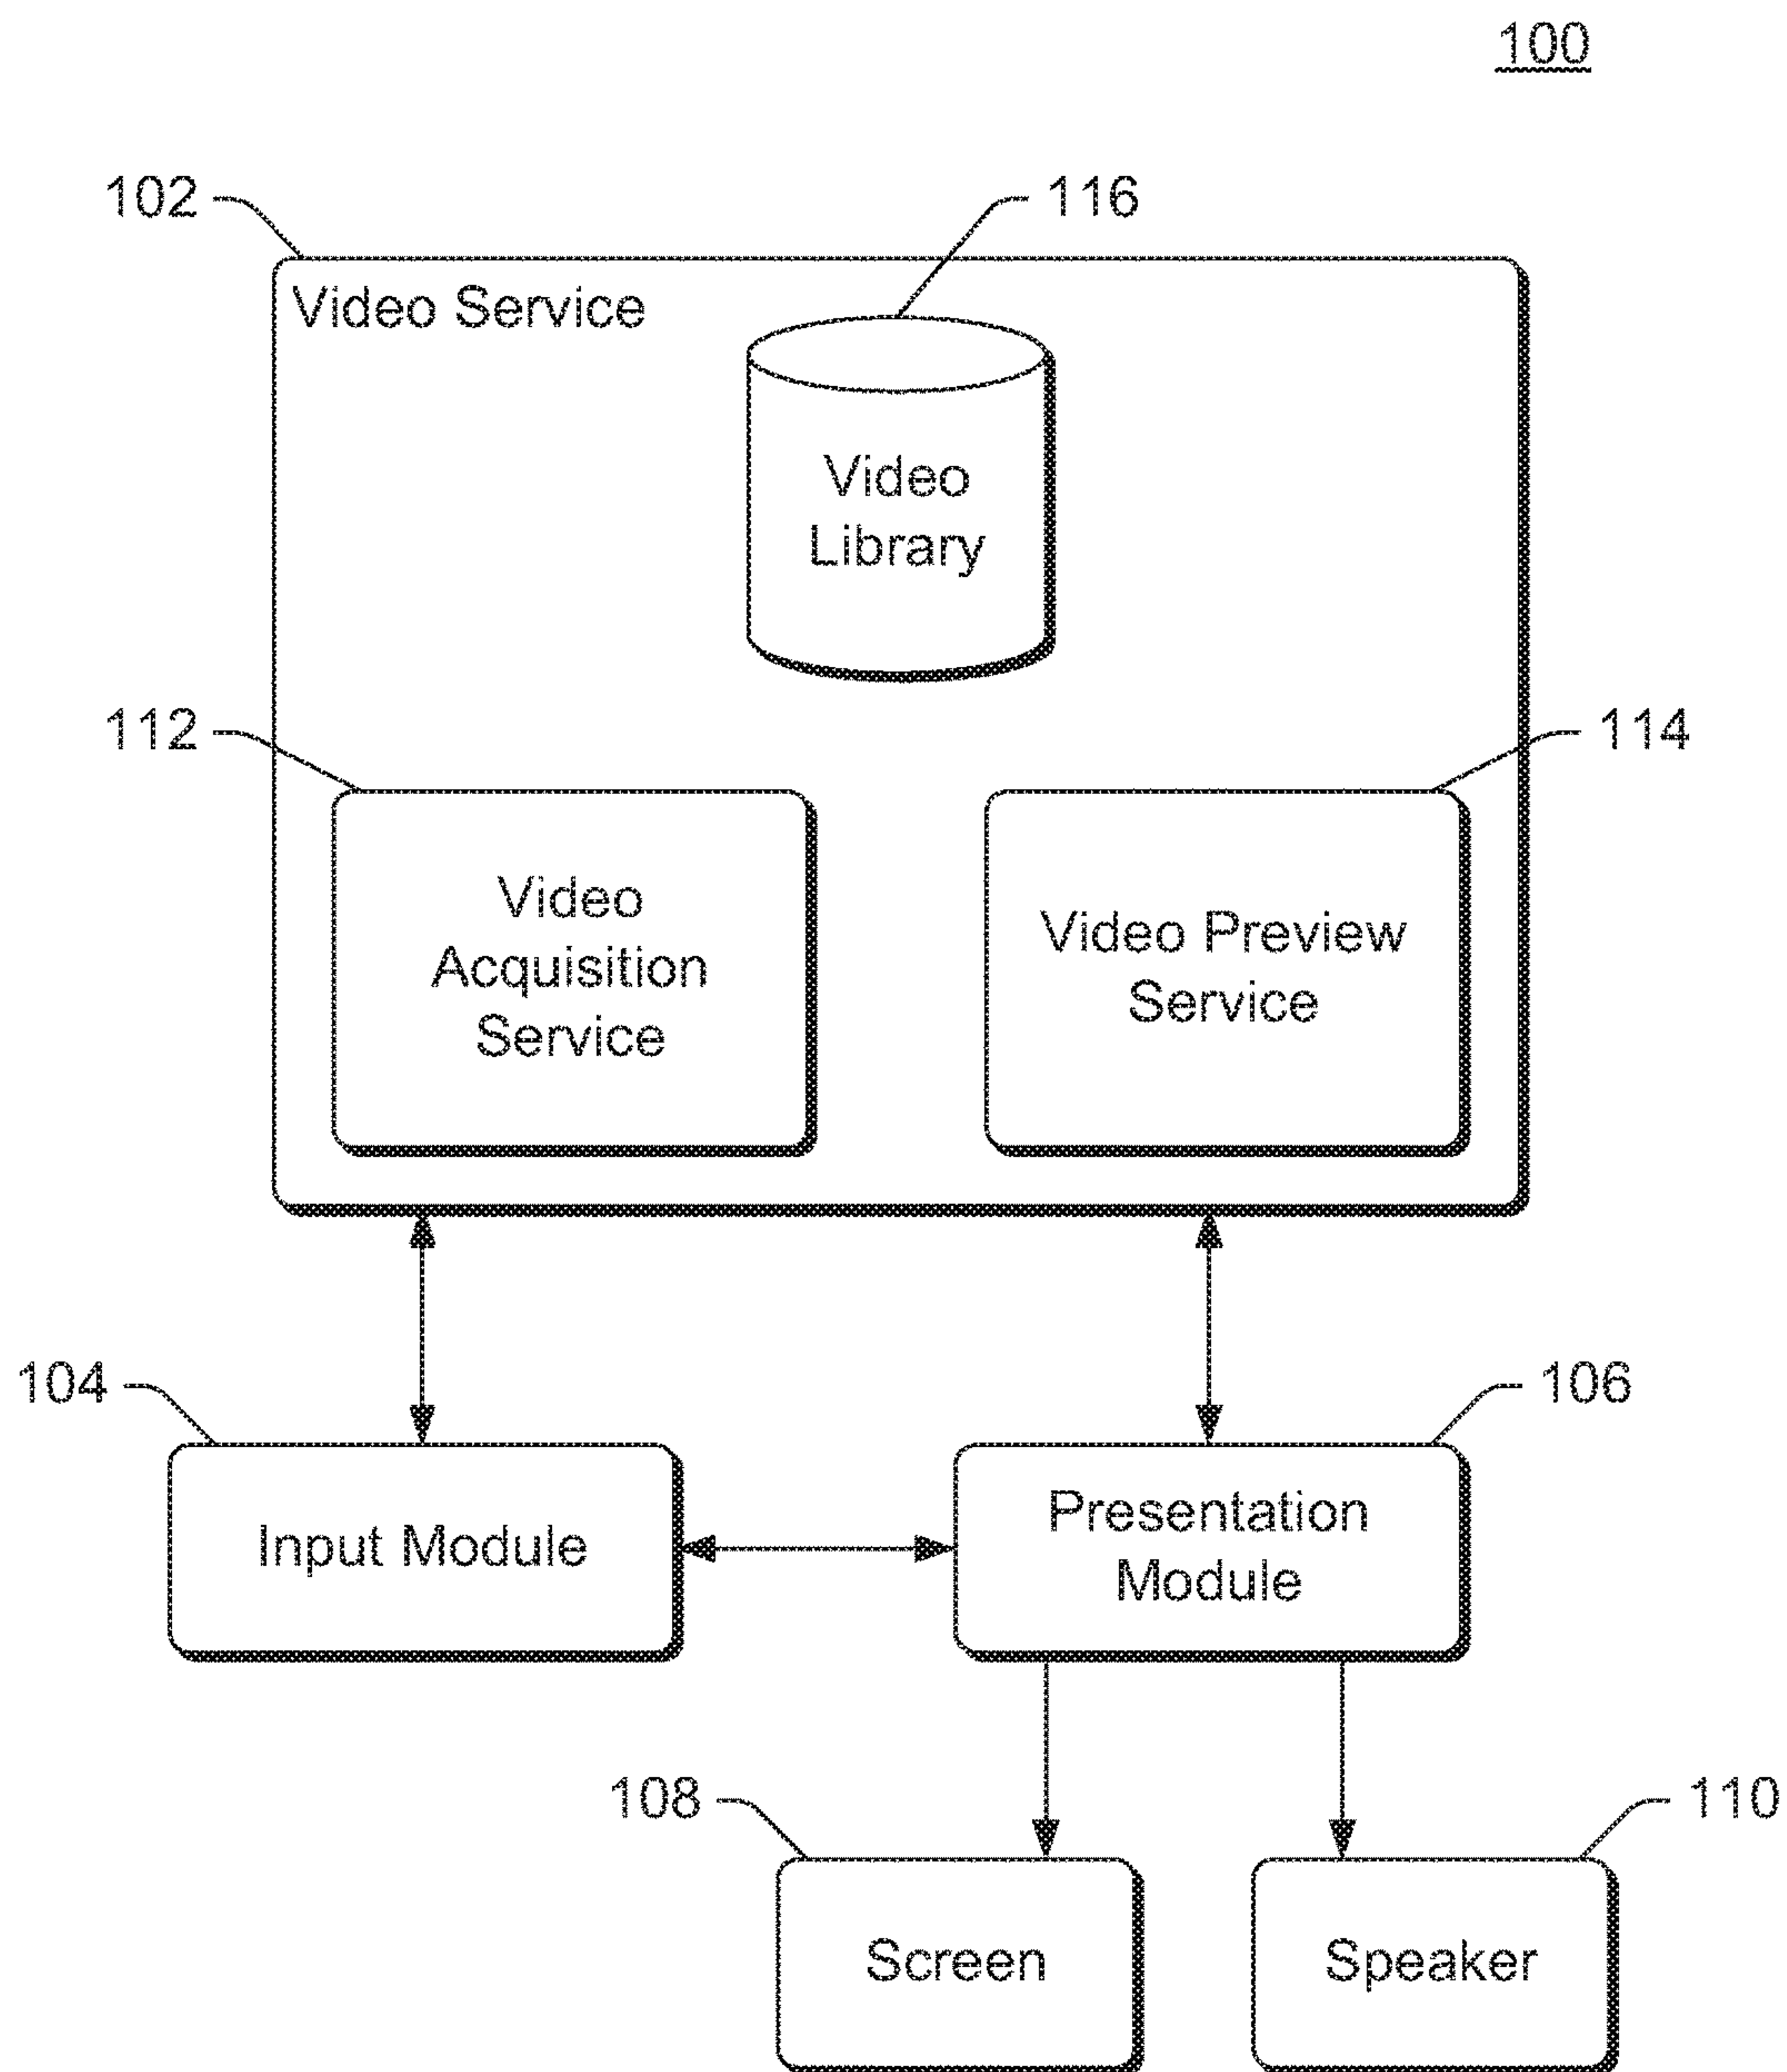 100
102
116
Video Service
Video
Library
112
114
Video
Acquisition
Service
Video Preview
Service
104
106
Input Module
Presentation
Module
108
110
Screen
Speaker